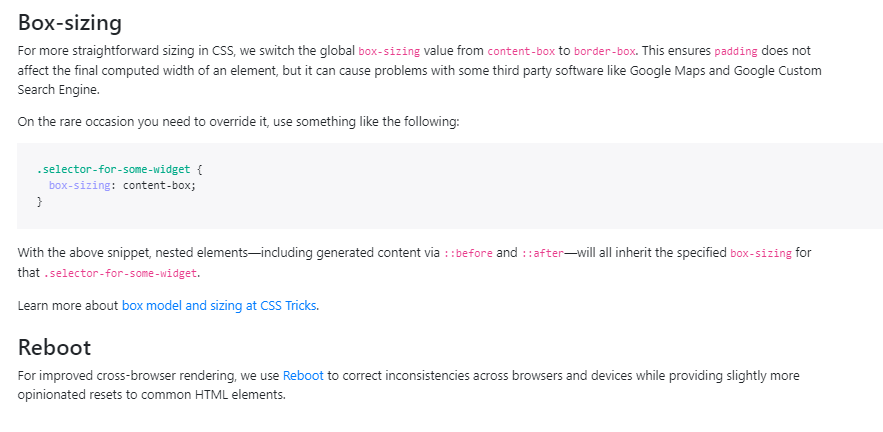 Box-sizing
For more straightforward sizing in CSS, we switch the global box-sizing value from content-box to border-box. This ensures padding does not
affect the final computed width of an element, but it can cause problems with some third party software like Google Maps and Google Custom
Search Engine.
On the rare occasion you need to override it, use something like the following:
.selector-for-some-widget {
  box-sizing: content-box;
}
With the above snippet, nested elements—including generated content via ::before and ::after—will all inherit the specified box-sizing for
that .selector-for-some-widget.
Learn more about box model and sizing at CSS Tricks.
Reboot
For improved cross-browser rendering, we use Reboot to correct inconsistencies across browsers and devices while providing slightly more
opinionated resets to common HTML elements.